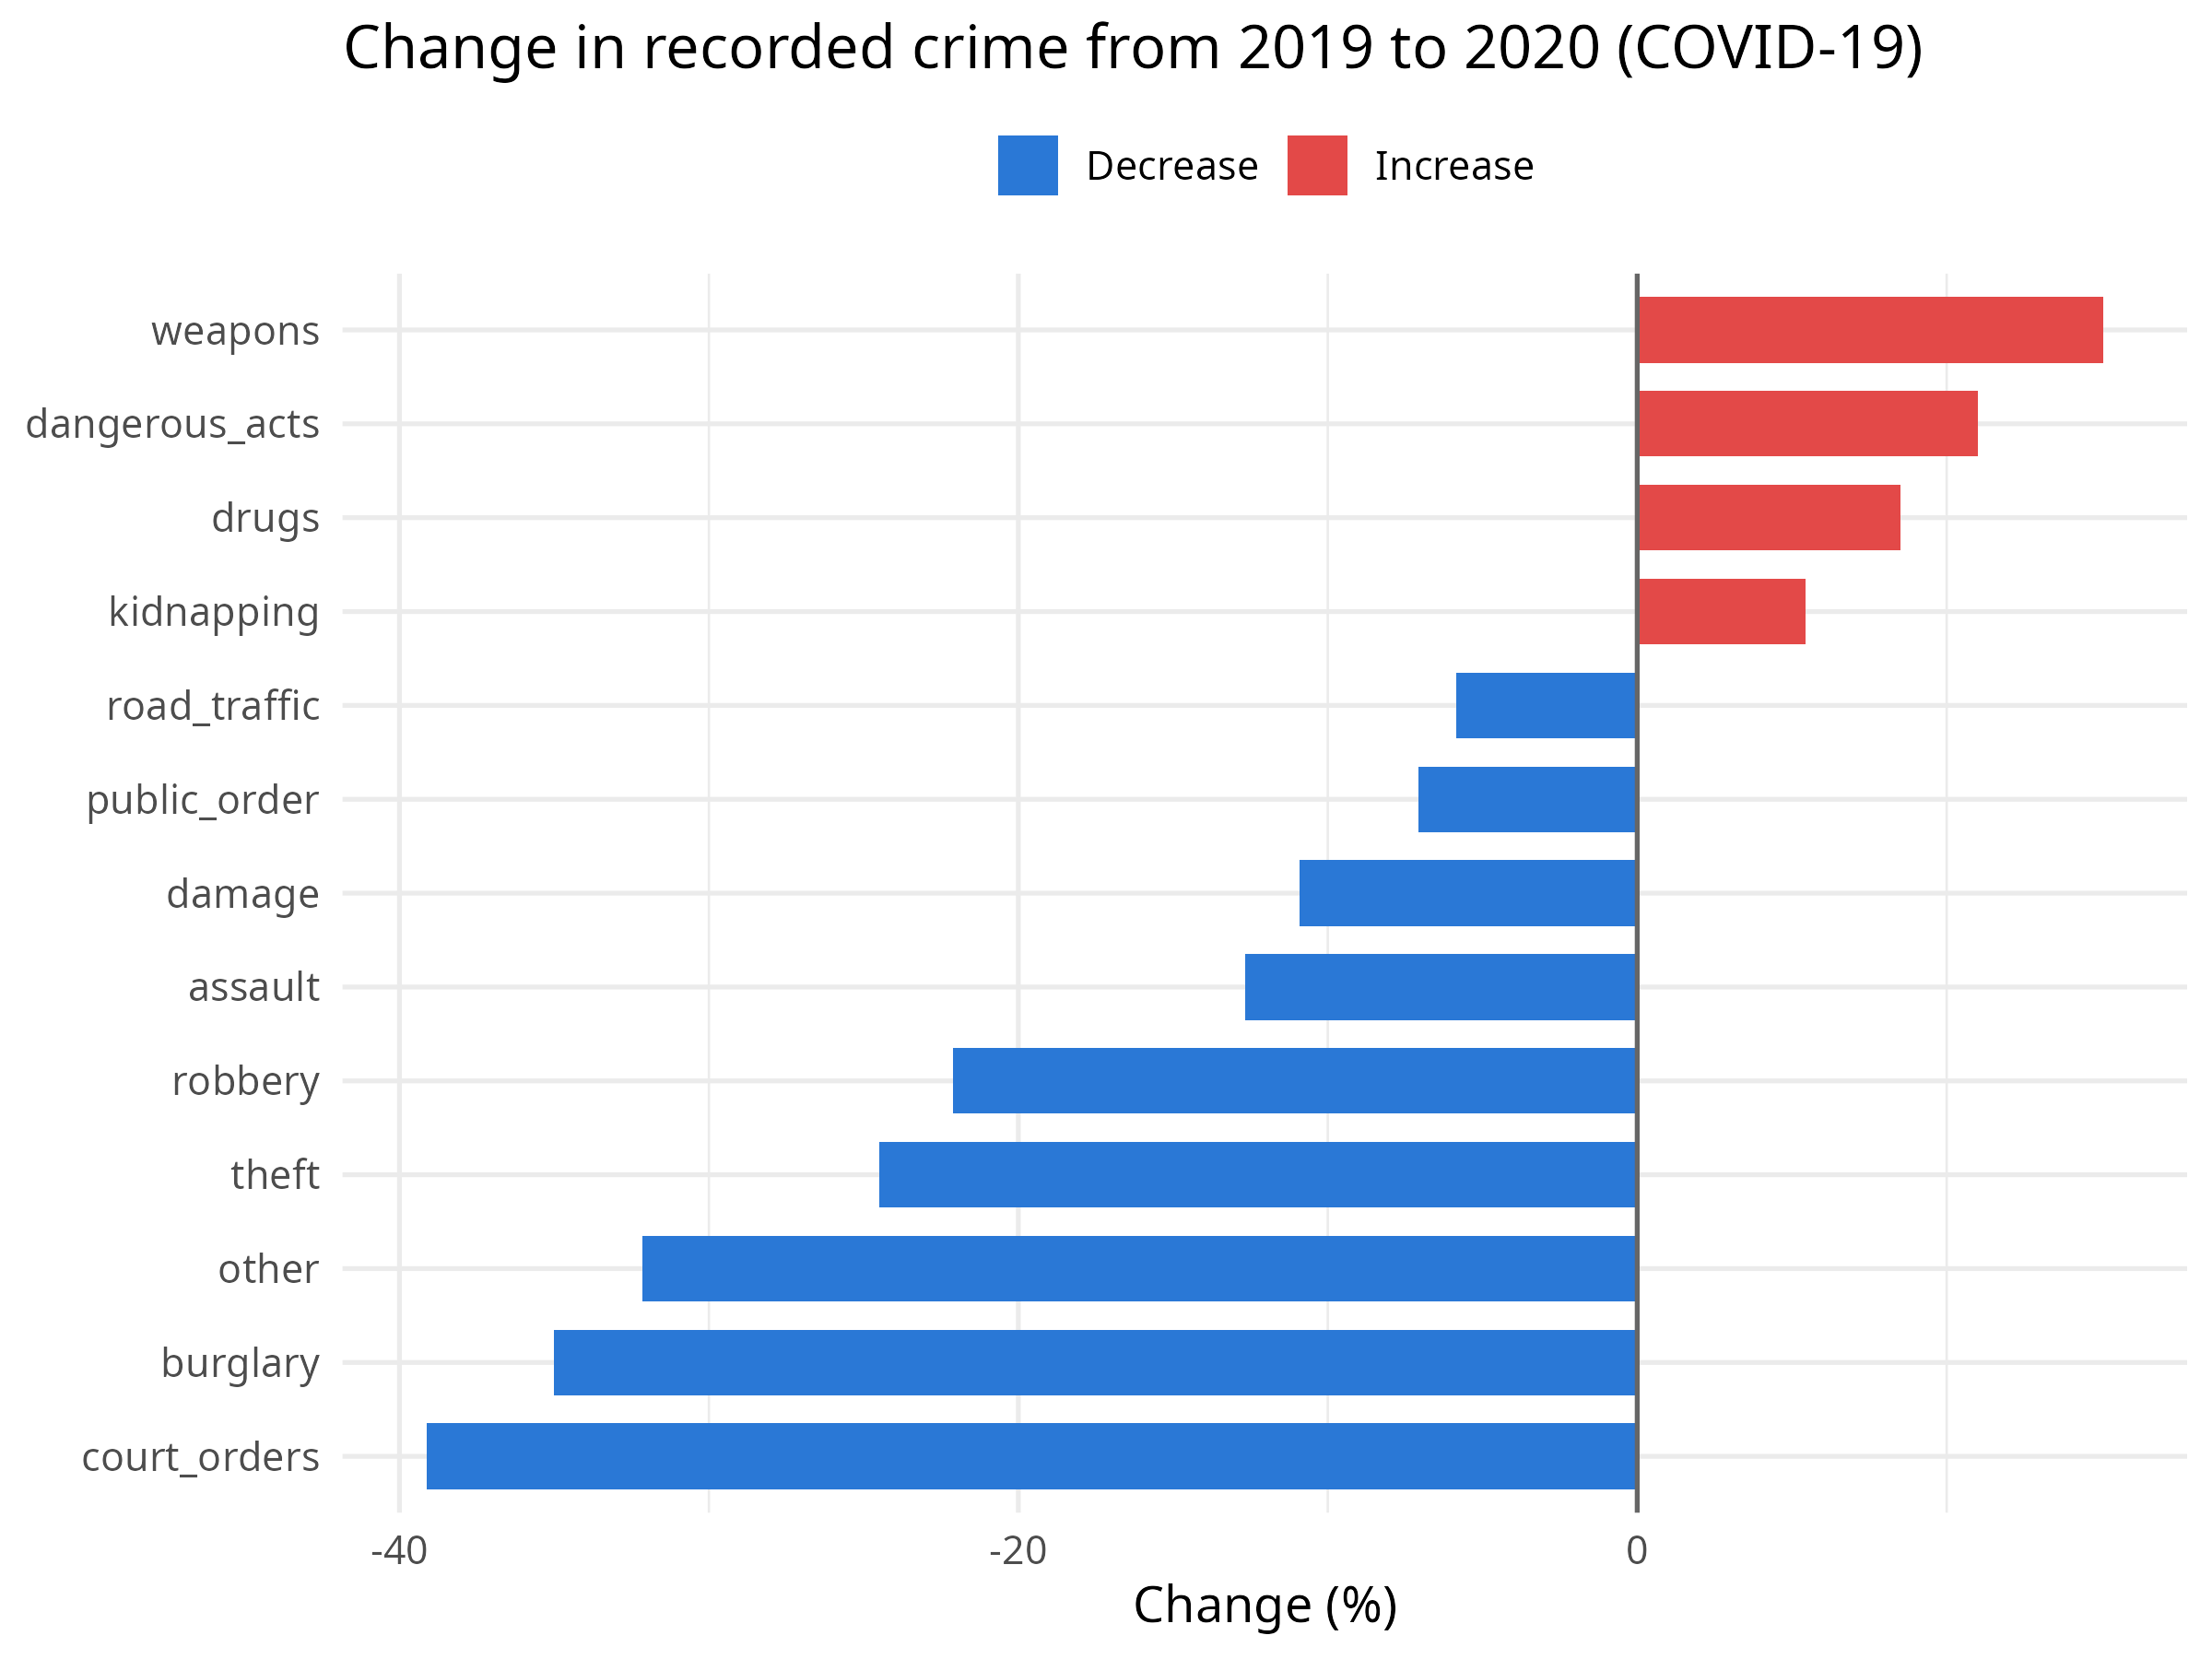 Change in recorded crime from 2019 to 2020 (COVID-19)
Decrease Increase
weapons
dangerous_acts
drugs
kidnapping
road_traffic
public_order
damage
assault
robbery
theft
other
burglary
court_orders
-40 -20 0
Change (%)